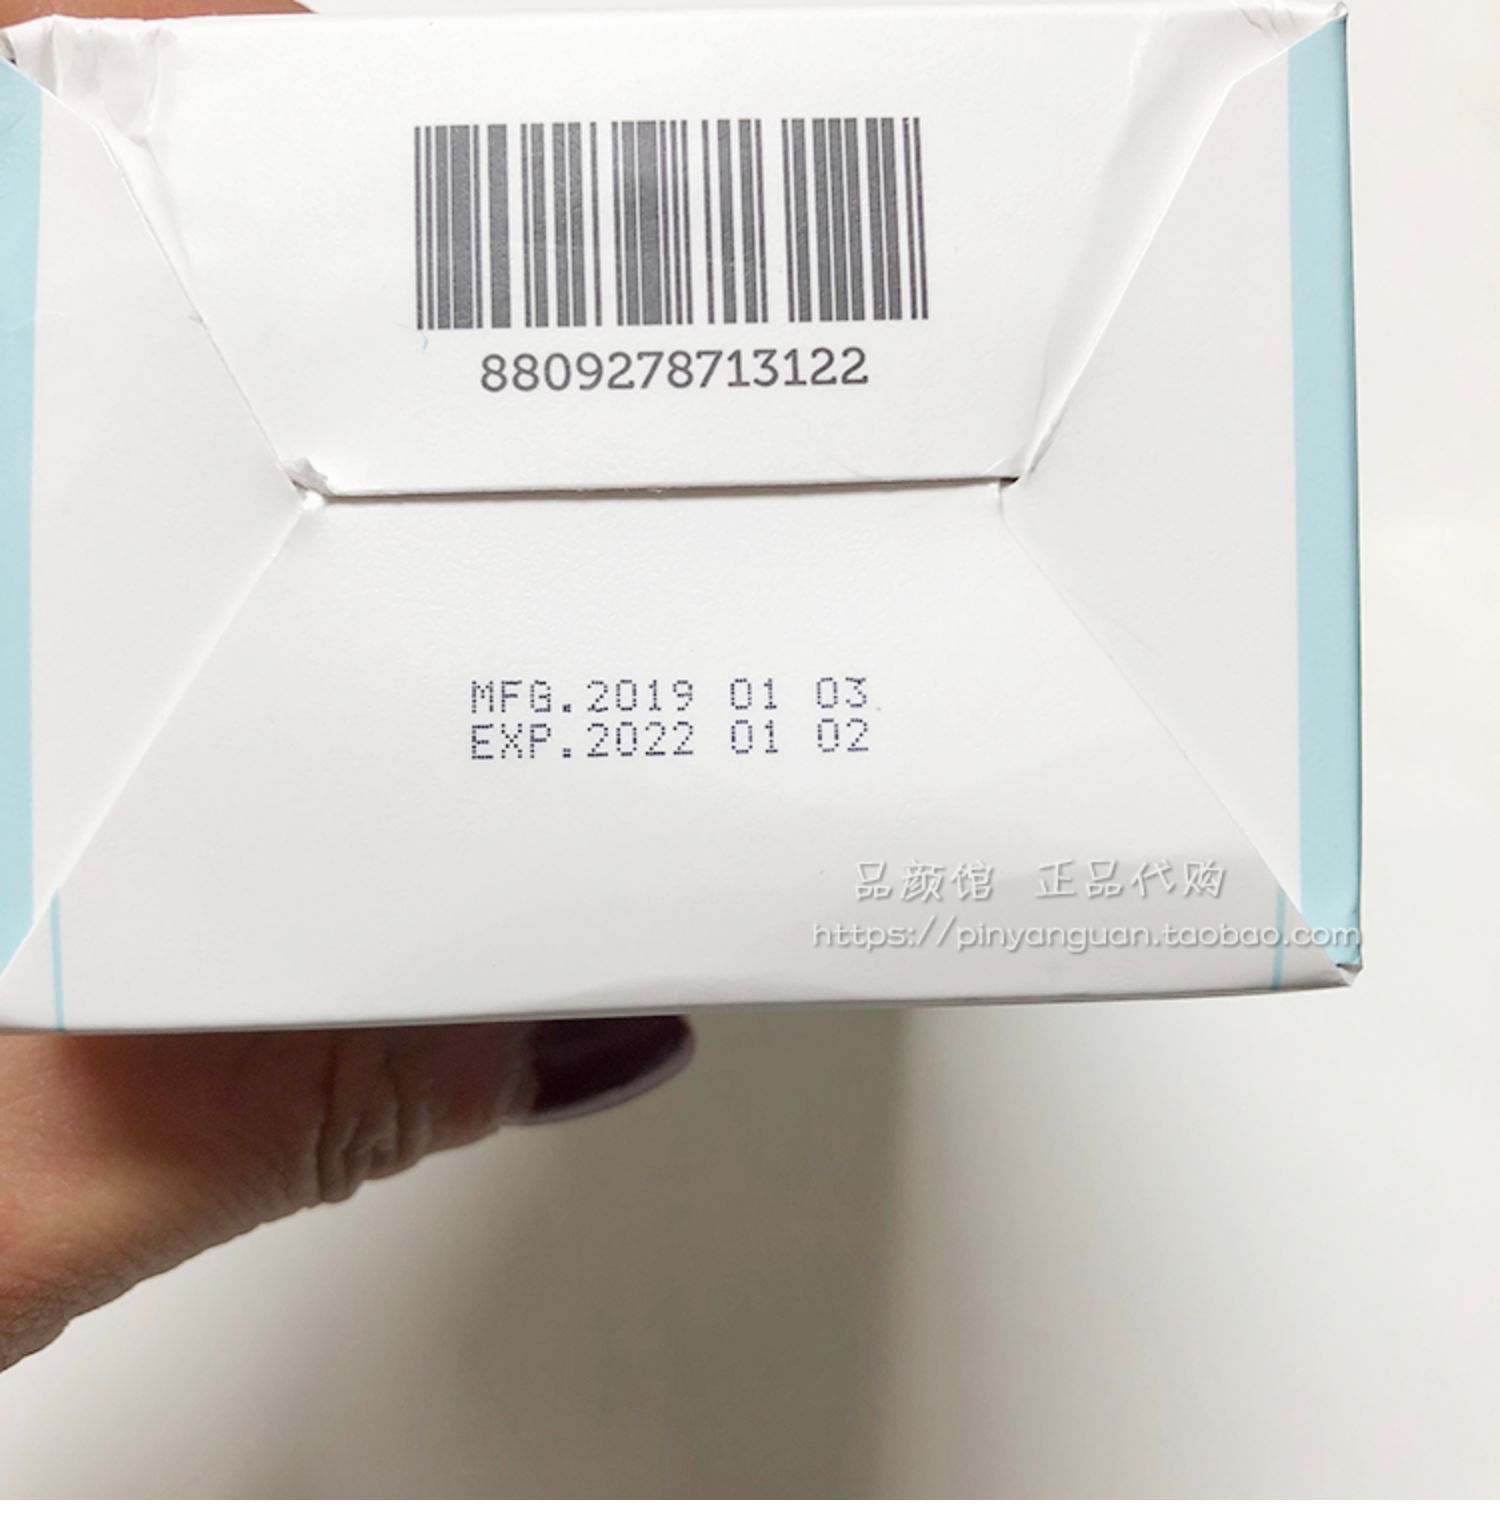 8809278713122
MFG.2019 01 03
EXP.2022 01 02
品颜馆 正品代购
https://pinyanguan.taobao.com